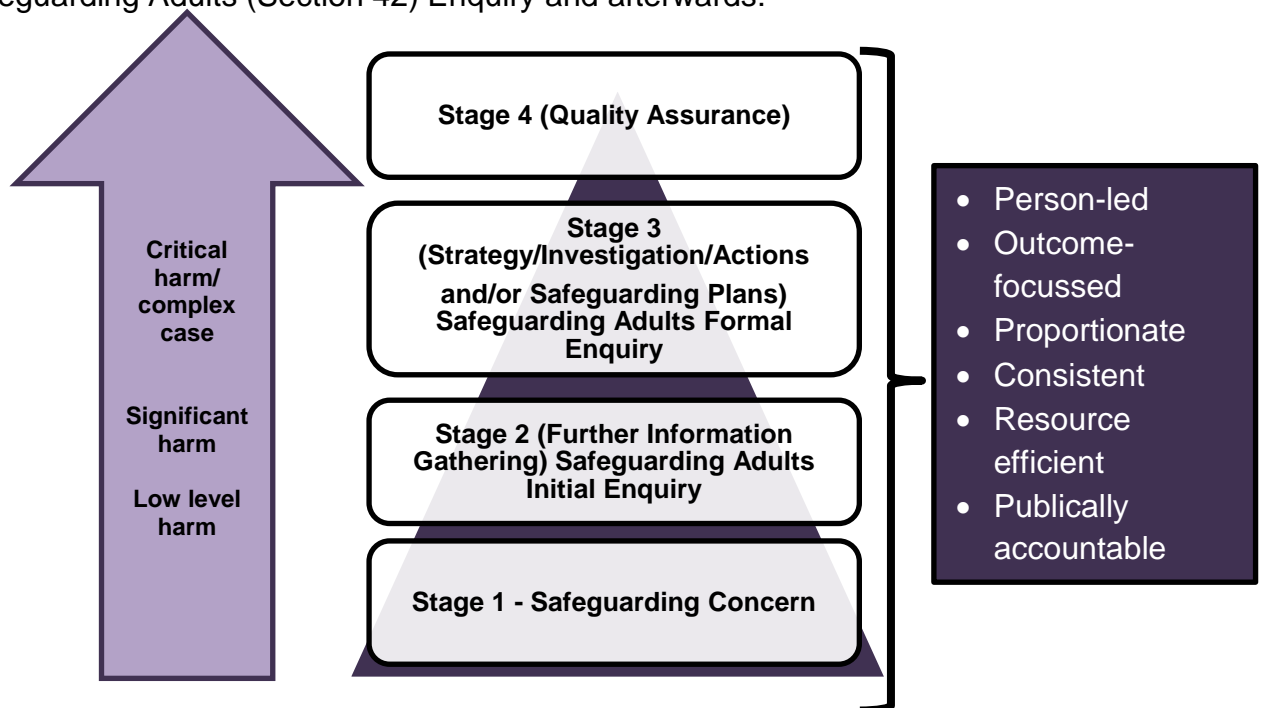 eguarding Adults (Section 42) Enquiry and afterwards.
Critical
harm/
complex
case
Significant
harm
Low level
harm
Stage 4 (Quality Assurance)
Stage 3
(Strategy/Investigation/Actions
and/or Safeguarding Plans)
Safeguarding Adults Formal
Enquiry
Stage 2 (Further Information
Gathering) Safeguarding Adults
Initial Enquiry
Stage 1 - Safeguarding Concern
• Person-led
• Outcome-
focussed
• Proportionate
• Consistent
• Resource
efficient
• Publically
accountable